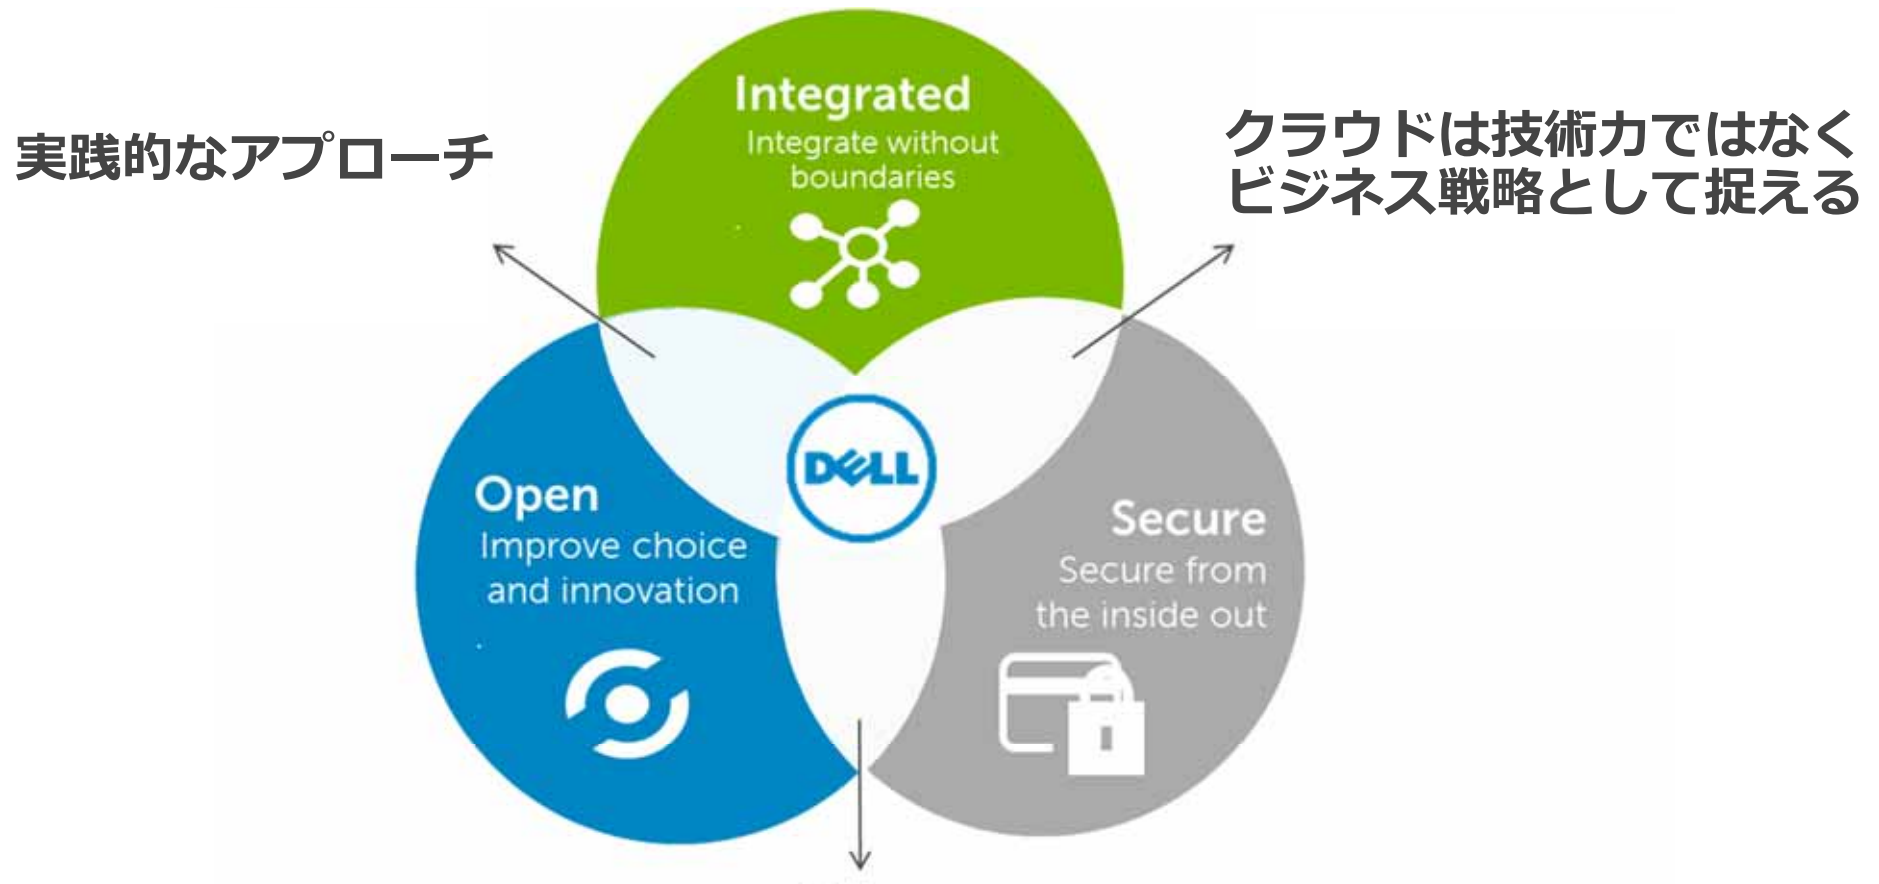 Integrated
Integrate without
boundaries
実践的なアプローチ
クラウドは技術力ではなく
ビジネス戦略として捉える
DELL
Open
Improve choice
and innovation
Secure
Secure from
the inside out